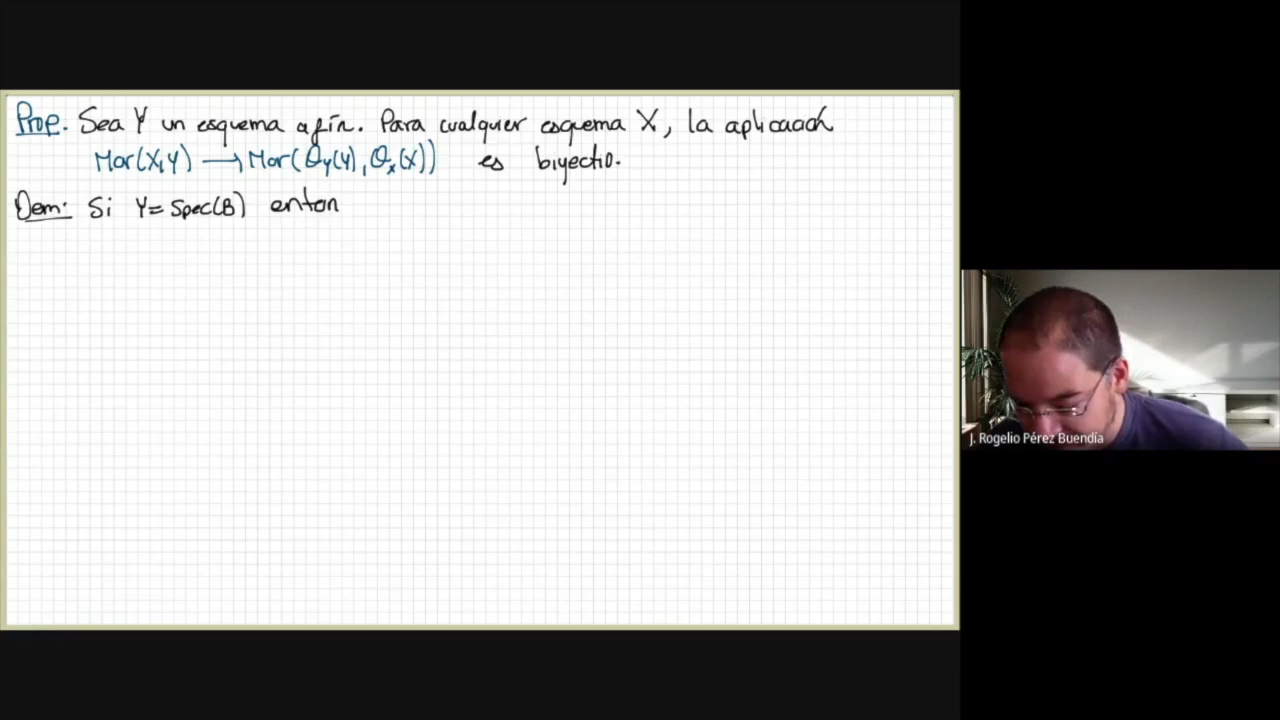 Prop. Sea Y un esquema afín. Para cualquier esquema X, la aplicación
Mor(X,Y) → Mor(O_Y(Y), O_X(X)) es biyectio.
Dem: Si Y = Spec(B) enton
J. Rogelio Pérez Buendía